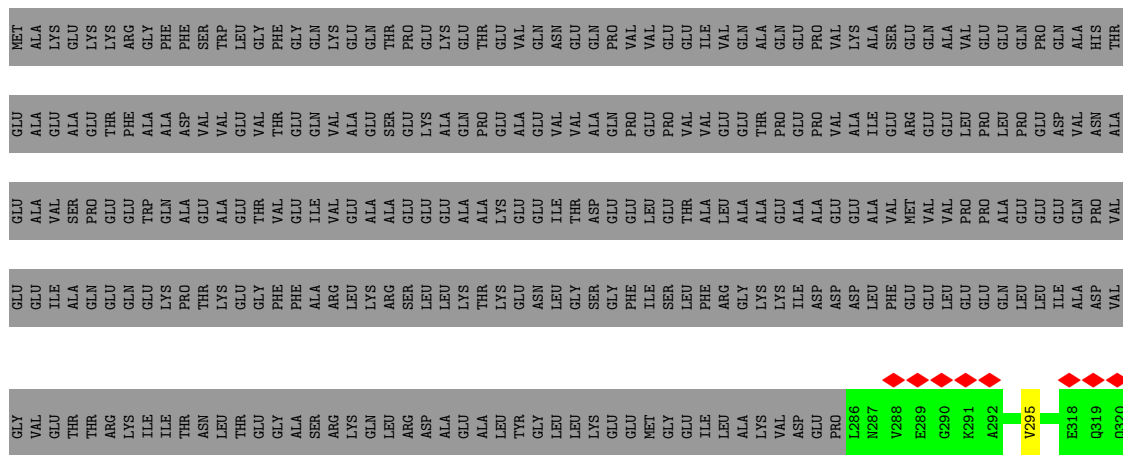 MET ALA LYS GLU LYS LYS ARG GLY PHE PHE SER TRP LEU GLY PHE GLY GLN LYS GLU GLN THR PRO GLU LYS GLU THR GLU VAL GLN ASN GLU GLN PRO VAL VAL GLU GLU ILE VAL GLN ALA GLN GLU PRO VAL LYS ALA SER GLU GLN ALA VAL GLU GLU GLN PRO GLN ALA HIS THR
GLU ALA GLU ALA GLU THR PHE ALA ALA ASP VAL VAL GLU VAL THR GLU GLN VAL ALA GLU SER GLU LYS ALA GLN PRO GLU ALA GLU VAL VAL ALA GLN PRO GLU PRO VAL VAL GLU GLU THR PRO GLU PRO VAL ALA ILE GLU ARG GLU GLU LEU PRO LEU PRO GLU ASP VAL ASN ALA
GLU ALA VAL SER PRO GLU GLU TRP GLN ALA GLU ALA GLU THR VAL GLU ILE VAL GLU ALA ALA GLU GLU GLU ALA ALA LYS GLU GLU ILE THR ASP GLU GLU LEU GLU THR ALA LEU ALA ALA GLU ALA ALA GLU GLU ALA VAL MET VAL VAL PRO PRO ALA GLU GLU GLU GLN PRO VAL
GLU GLU ILE ALA GLN GLU GLN GLU LYS PRO THR LYS GLU GLY PHE PHE ALA ARG LEU LYS ARG SER LEU LEU LYS THR LYS GLU ASN LEU GLY SER GLY PHE ILE SER LEU PHE ARG GLY LYS LYS ILE ASP ASP ASP LEU PHE GLU GLU LEU GLU GLU GLN LEU LEU ILE ALA ASP VAL
GLY VAL GLU THR THR ARG LYS ILE ILE THR ASN LEU THR GLU GLY ALA SER ARG LYS GLN LEU ARG ASP ALA GLU ALA LEU TYR GLY LEU LEU LYS GLU GLU MET GLY GLU ILE LEU ALA LYS VAL ASP GLU PRO L286 N287 V288 E289 G290 K291 A292 V295 E318 Q319 Q320